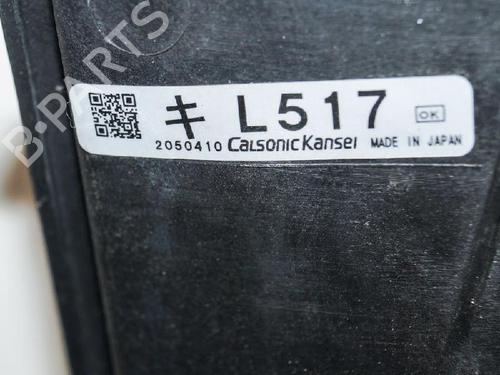 キ L517 OK
2050410 CalsonicKansei MADE IN JAPAN
B-PARTS